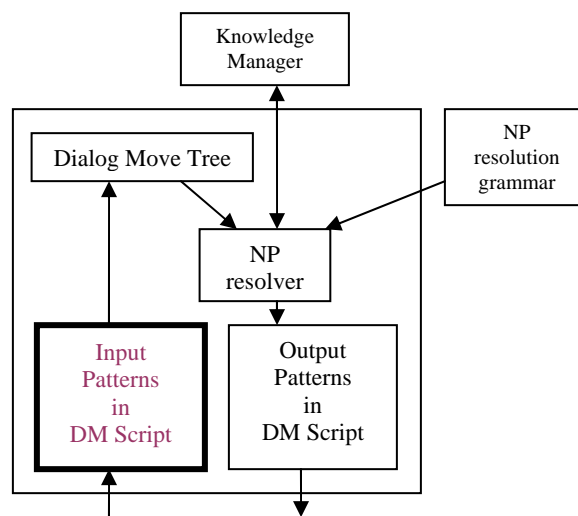 Knowledge
Manager
Dialog Move Tree
NP
resolution
grammar
NP
resolver
Input
Patterns
in
DM Script
Output
Patterns
in
DM Script